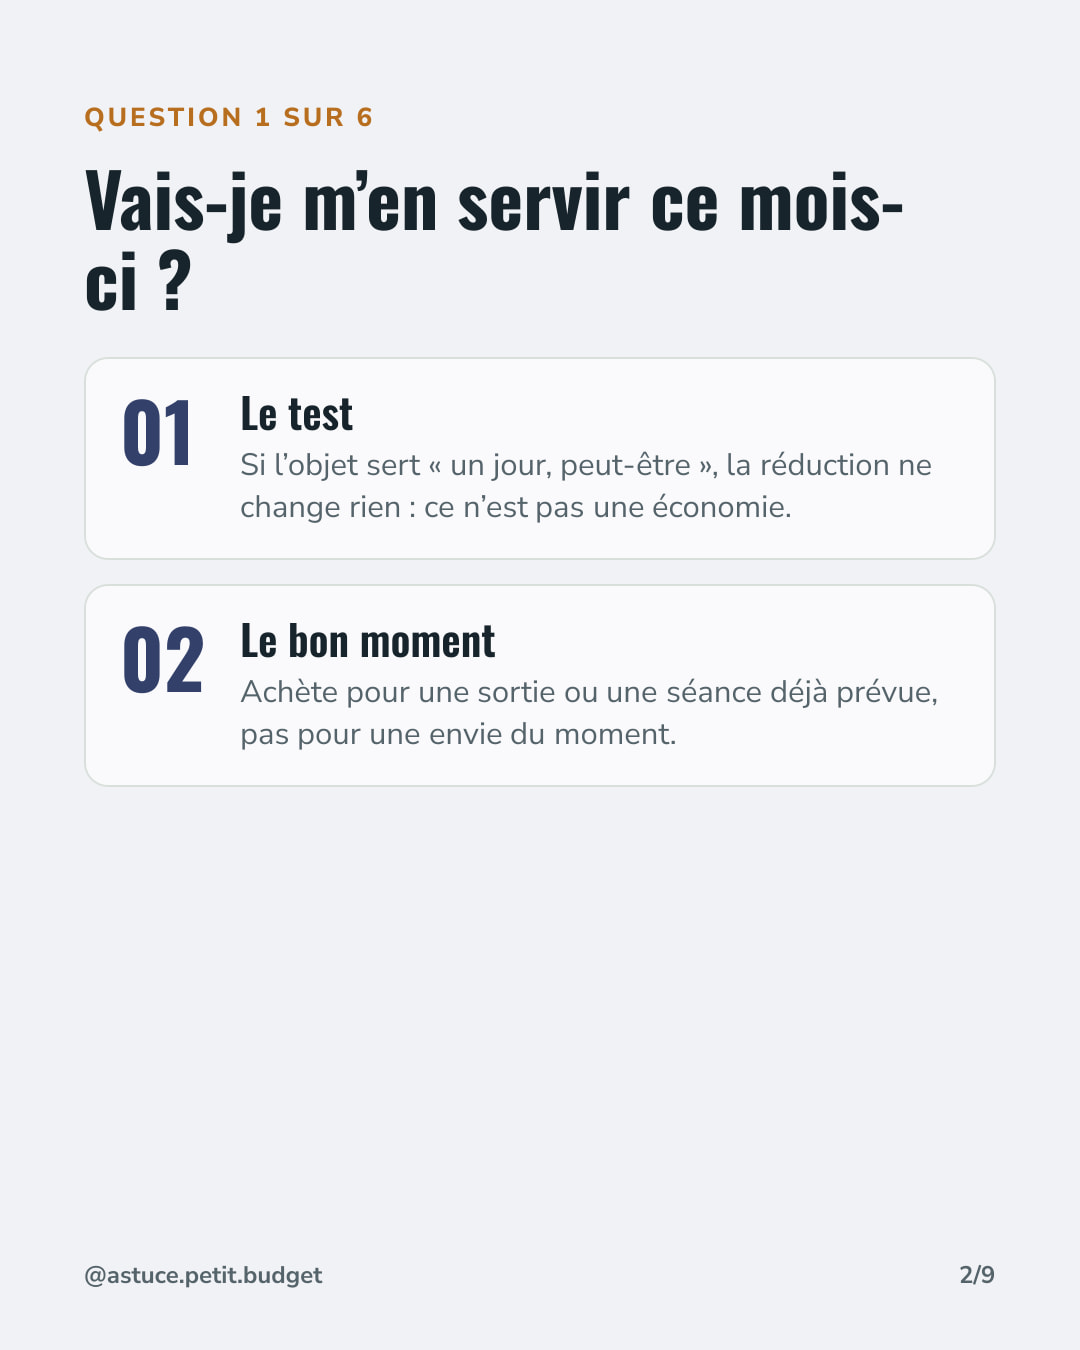 QUESTION 1 SUR 6
Vais-je m’en servir ce mois-
ci ?
01
Le test
Si l’objet sert « un jour, peut-être », la réduction ne
change rien : ce n’est pas une économie.
02
Le bon moment
Achète pour une sortie ou une séance déjà prévue,
pas pour une envie du moment.
@astuce.petit.budget
2/9